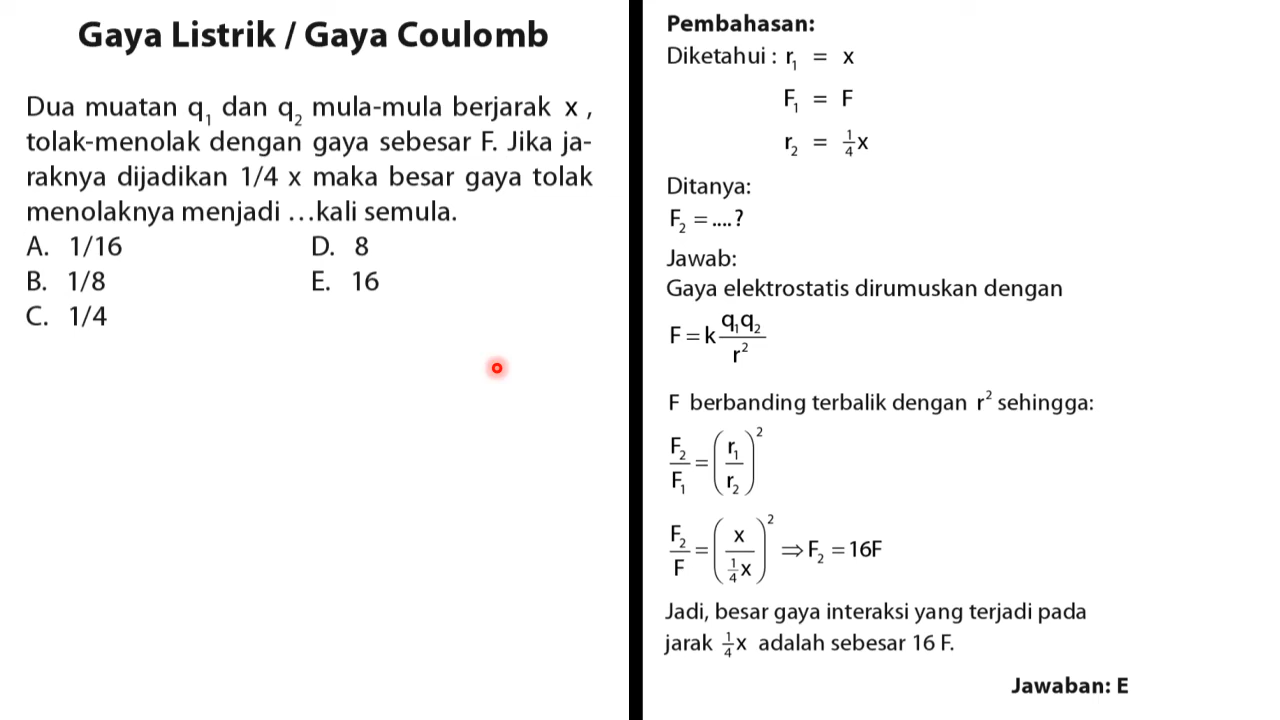 Gaya Listrik / Gaya Coulomb
Dua muatan q₁ dan q₂ mula-mula berjarak x ,
tolak-menolak dengan gaya sebesar F. Jika ja-
raknya dijadikan 1/4 x maka besar gaya tolak
menolaknya menjadi …kali semula.
A. 1/16 D. 8
B. 1/8 E. 16
C. 1/4
Pembahasan:
Diketahui : r₁ = x
F₁ = F
r₂ = ¼x
Ditanya:
F₂ = ....?
Jawab:
Gaya elektrostatis dirumuskan dengan
F = k q₁q₂/r²
F berbanding terbalik dengan r² sehingga:
F₂/F₁ = (r₁/r₂)²
F₂/F = (x/¼x)² ⇒ F₂ = 16F
Jadi, besar gaya interaksi yang terjadi pada
jarak ¼x adalah sebesar 16 F.
Jawaban: E